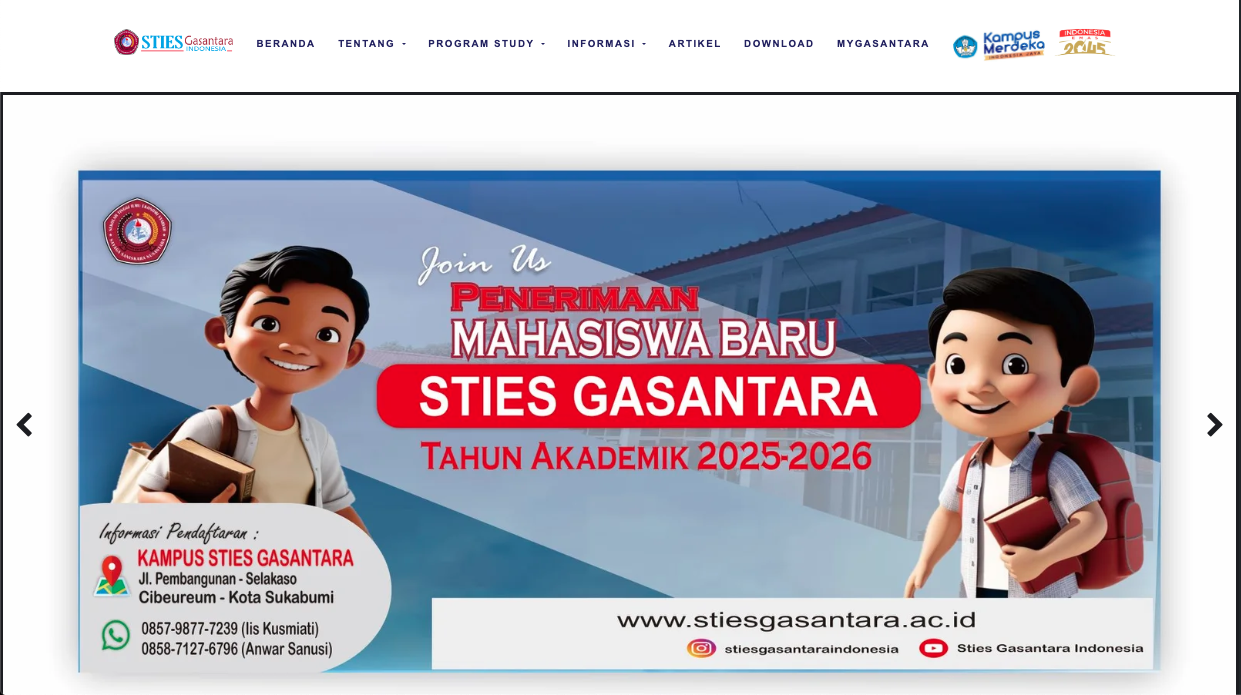 STIES Gasantara
INDONESIA
BERANDA
TENTANG
PROGRAM STUDY
INFORMASI
ARTIKEL
DOWNLOAD
MYGASANTARA
Kampus
Merdeka
INDONESIA JAYA
INDONESIA
EMAS
2045
Join Us
PENERIMAAN
MAHASISWA BARU
STIES GASANTARA
TAHUN AKADEMIK 2025-2026
Informasi Pendaftaran :
KAMPUS STIES GASANTARA
Jl. Pembangunan - Selakaso
Cibeureum - Kota Sukabumi
0857-9877-7239 (Iis Kusmiati)
0858-7127-6796 (Anwar Sanusi)
www.stiesgasantara.ac.id
stiesgasantaraindonesia
Sties Gasantara Indonesia